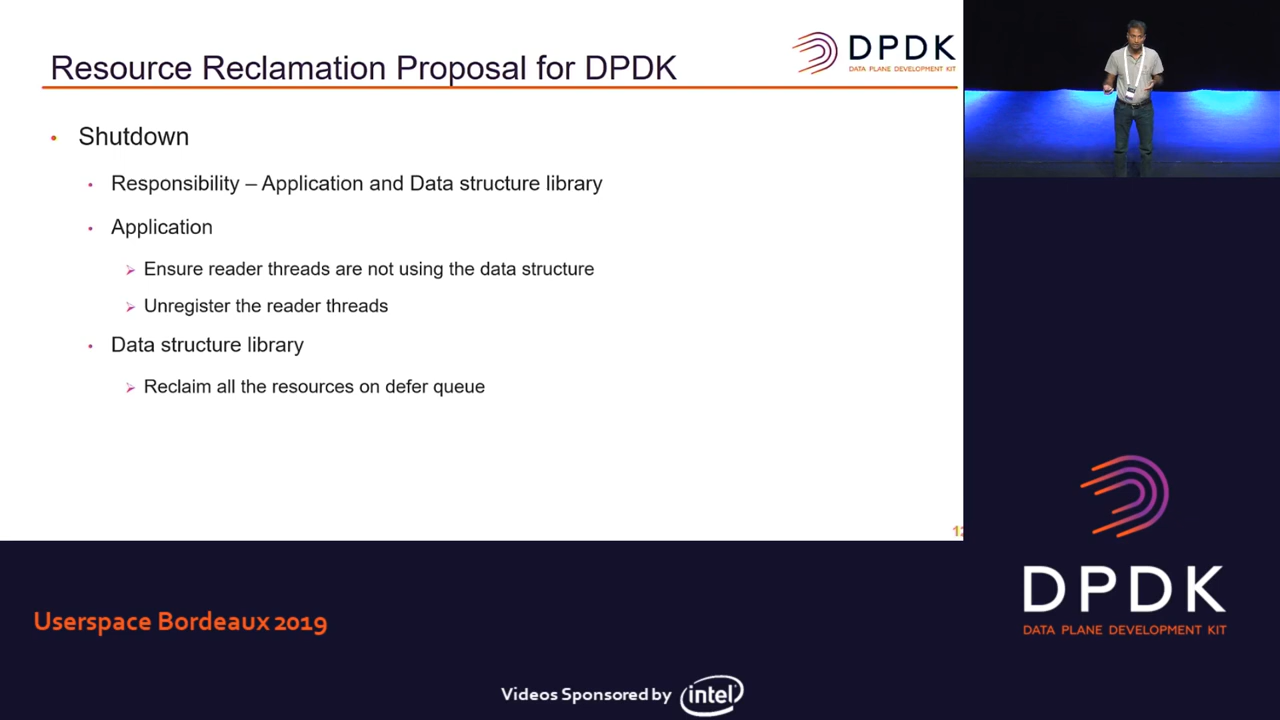 Resource Reclamation Proposal for DPDK
DPDK
DATA PLANE DEVELOPMENT KIT
• Shutdown
• Responsibility – Application and Data structure library
• Application
➢ Ensure reader threads are not using the data structure
➢ Unregister the reader threads
• Data structure library
➢ Reclaim all the resources on defer queue
DPDK
DATA PLANE DEVELOPMENT KIT
Userspace Bordeaux 2019
Videos Sponsored by intel